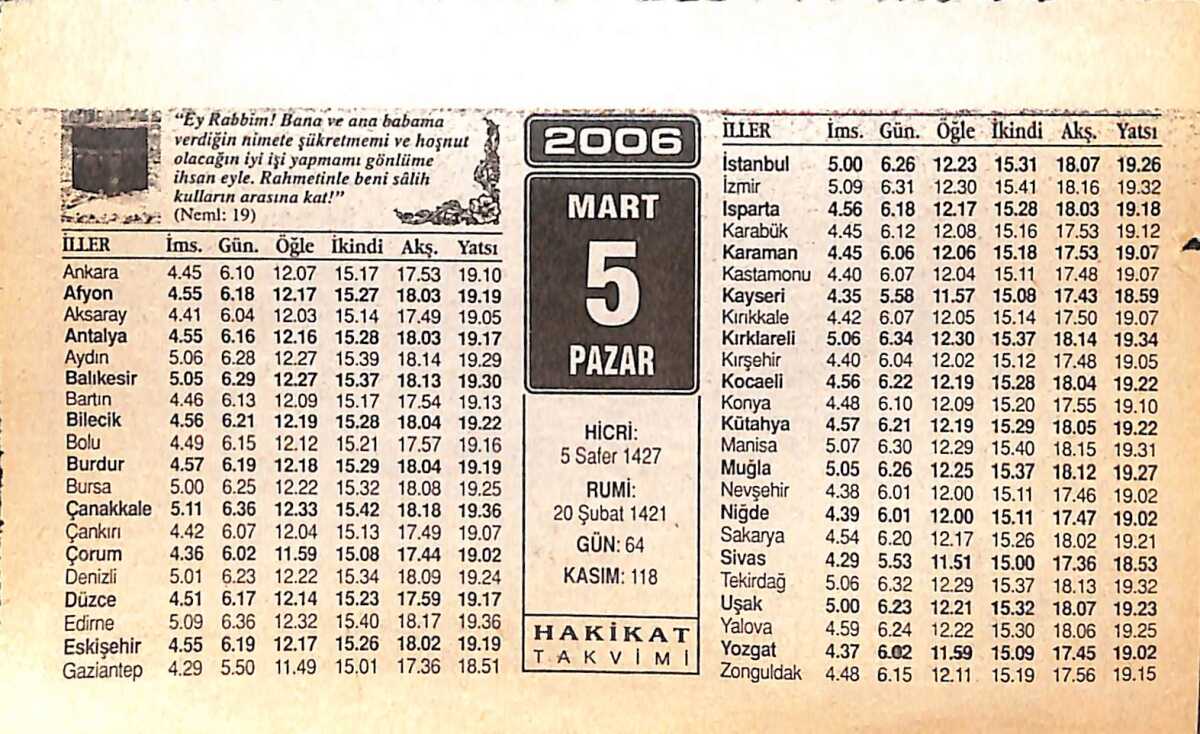 "Ey Rabbim! Bana ve ana babama
verdiğin nimete şükretmemi ve hoşnut
olacağın iyi işi yapmamı gönlüme
ihsan eyle. Rahmetinle beni sâlih
kulların arasına kat!"
(Neml: 19)
İLLER İms. Gün. Öğle İkindi Akş. Yatsı
Ankara 4.45 6.10 12.07 15.17 17.53 19.10
Afyon 4.55 6.18 12.17 15.27 18.03 19.19
Aksaray 4.41 6.04 12.03 15.14 17.49 19.05
Antalya 4.55 6.16 12.16 15.28 18.03 19.17
Aydın 5.06 6.28 12.27 15.39 18.14 19.29
Balıkesir 5.05 6.29 12.27 15.37 18.13 19.30
Bartın 4.46 6.13 12.09 15.17 17.54 19.13
Bilecik 4.56 6.21 12.19 15.28 18.04 19.22
Bolu 4.49 6.15 12.12 15.21 17.57 19.16
Burdur 4.57 6.19 12.18 15.29 18.04 19.19
Bursa 5.00 6.25 12.22 15.32 18.08 19.25
Çanakkale 5.11 6.36 12.33 15.42 18.18 19.36
Çankırı 4.42 6.07 12.04 15.13 17.49 19.07
Çorum 4.36 6.02 11.59 15.08 17.44 19.02
Denizli 5.01 6.23 12.22 15.34 18.09 19.24
Düzce 4.51 6.17 12.14 15.23 17.59 19.17
Edirne 5.09 6.36 12.32 15.40 18.17 19.36
Eskişehir 4.55 6.19 12.17 15.26 18.02 19.19
Gaziantep 4.29 5.50 11.49 15.01 17.36 18.51
2006
MART
5
PAZAR
HİCRİ:
5 Safer 1427
RUMİ:
20 Şubat 1421
GÜN: 64
KASIM: 118
HAKİKAT
TAKVİMİ
İLLER İms. Gün. Öğle İkindi Akş. Yatsı
İstanbul 5.00 6.26 12.23 15.31 18.07 19.26
İzmir 5.09 6.31 12.30 15.41 18.16 19.32
Isparta 4.56 6.18 12.17 15.28 18.03 19.18
Karabük 4.45 6.12 12.08 15.16 17.53 19.12
Karaman 4.45 6.06 12.06 15.18 17.53 19.07
Kastamonu 4.40 6.07 12.04 15.11 17.48 19.07
Kayseri 4.35 5.58 11.57 15.08 17.43 18.59
Kırıkkale 4.42 6.07 12.05 15.14 17.50 19.07
Kırklareli 5.06 6.34 12.30 15.37 18.14 19.34
Kırşehir 4.40 6.04 12.02 15.12 17.48 19.05
Kocaeli 4.56 6.22 12.19 15.28 18.04 19.22
Konya 4.48 6.10 12.09 15.20 17.55 19.10
Kütahya 4.57 6.21 12.19 15.29 18.05 19.22
Manisa 5.07 6.30 12.29 15.40 18.15 19.31
Muğla 5.05 6.26 12.25 15.37 18.12 19.27
Nevşehir 4.38 6.01 12.00 15.11 17.46 19.02
Niğde 4.39 6.01 12.00 15.11 17.47 19.02
Sakarya 4.54 6.20 12.17 15.26 18.02 19.21
Sivas 4.29 5.53 11.51 15.00 17.36 18.53
Tekirdağ 5.06 6.32 12.29 15.37 18.13 19.32
Uşak 5.00 6.23 12.21 15.32 18.07 19.23
Yalova 4.59 6.24 12.22 15.30 18.06 19.25
Yozgat 4.37 6.02 11.59 15.09 17.45 19.02
Zonguldak 4.48 6.15 12.11 15.19 17.56 19.15